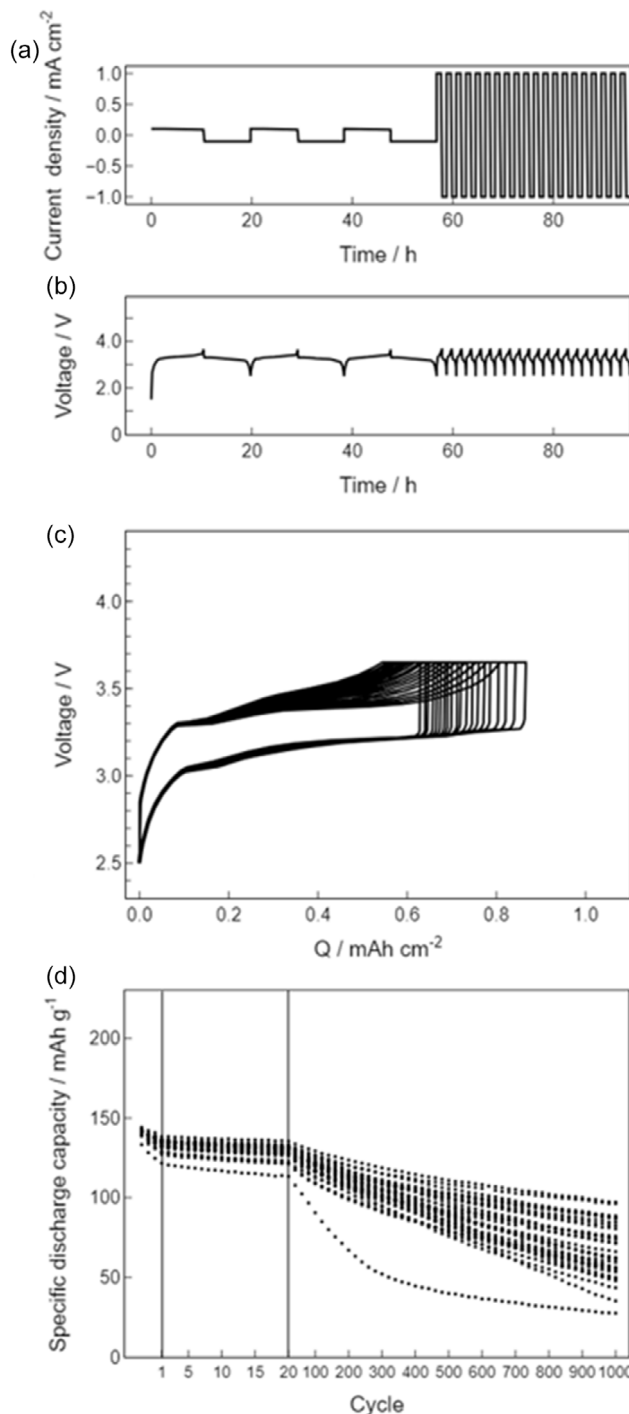 (a)
Current density / mA cm-2
1.0
0.5
0.0
−0.5
−1.0
0 20 40 60 80
Time / h
(b)
Voltage / V
4.0
2.0
0
0 20 40 60 80
Time / h
(c)
Voltage / V
4.0
3.5
3.0
2.5
0.0 0.2 0.4 0.6 0.8 1.0
Q / mAh cm-2
(d)
Specific discharge capacity / mAh g-1
200
150
100
50
0
1 5 10 15 20 100 200 300 400 500 600 700 800 900 1000
Cycle